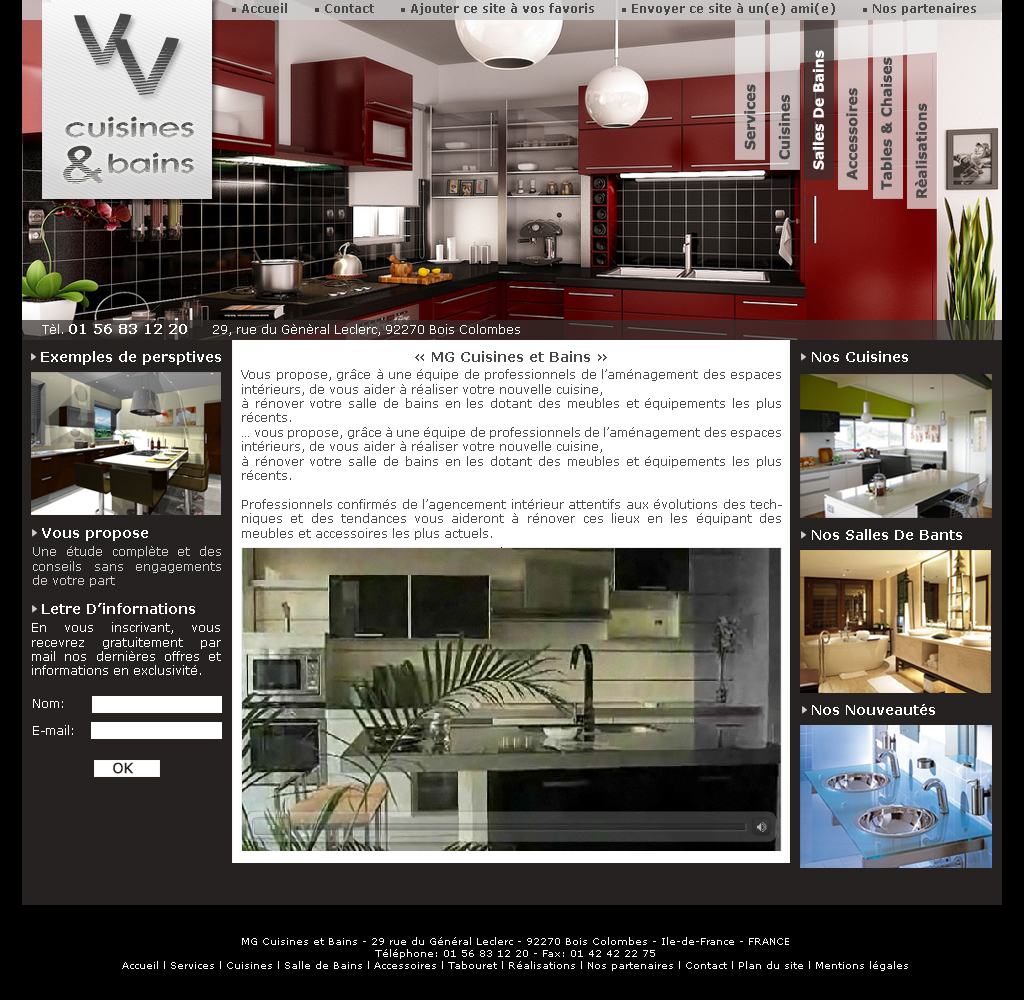 ▪ Accueil ▪ Contact ▪ Ajouter ce site à vos favoris ▪ Envoyer ce site à un(e) ami(e) ▪ Nos partenaires
VV
cuisines
& bains
Services
Cuisines
Salles De Bains
Accessoires
Tables & Chaises
Rèalisations
Tèl. 01 56 83 12 20 29, rue du Gènèral Leclerc, 92270 Bois Colombes
Exemples de persptives
Vous propose
Une étude complète et des
conseils sans engagements
de votre part
Letre D'infornations
En vous inscrivant, vous
recevrez gratuitement par
mail nos dernières offres et
informations en exclusivité.
Nom:
E-mail:
OK
‹‹ MG Cuisines et Bains ››
Vous propose, grâce à une équipe de professionnels de l'aménagement des espaces
intérieurs, de vous aider à réaliser votre nouvelle cuisine,
à rénover votre salle de bains en les dotant des meubles et équipements les plus
récents.
... vous propose, grâce à une équipe de professionnels de l'aménagement des espaces
intérieurs, de vous aider à réaliser votre nouvelle cuisine,
à rénover votre salle de bains en les dotant des meubles et équipements les plus
récents.
Professionnels confirmés de l'agencement intérieur attentifs aux évolutions des tech-
niques et des tendances vous aideront à rénover ces lieux en les équipant des
meubles et accessoires les plus actuels.
Nos Cuisines
Nos Salles De Bants
Nos Nouveautés
MG Cuisines et Bains - 29 rue du Général Leclerc - 92270 Bois Colombes - Ile-de-France - FRANCE
Téléphone: 01 56 83 12 20 - Fax: 01 42 42 22 75
Accueil l Services l Cuisines l Salle de Bains l Accessoires l Tabouret l Réalisations l Nos partenaires l Contact l Plan du site l Mentions légales